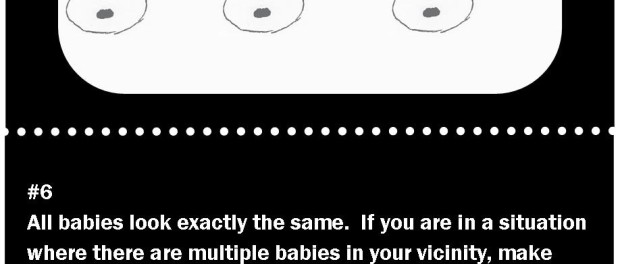 #6
All babies look exactly the same.  If you are in a situation
where there are multiple babies in your vicinity, make